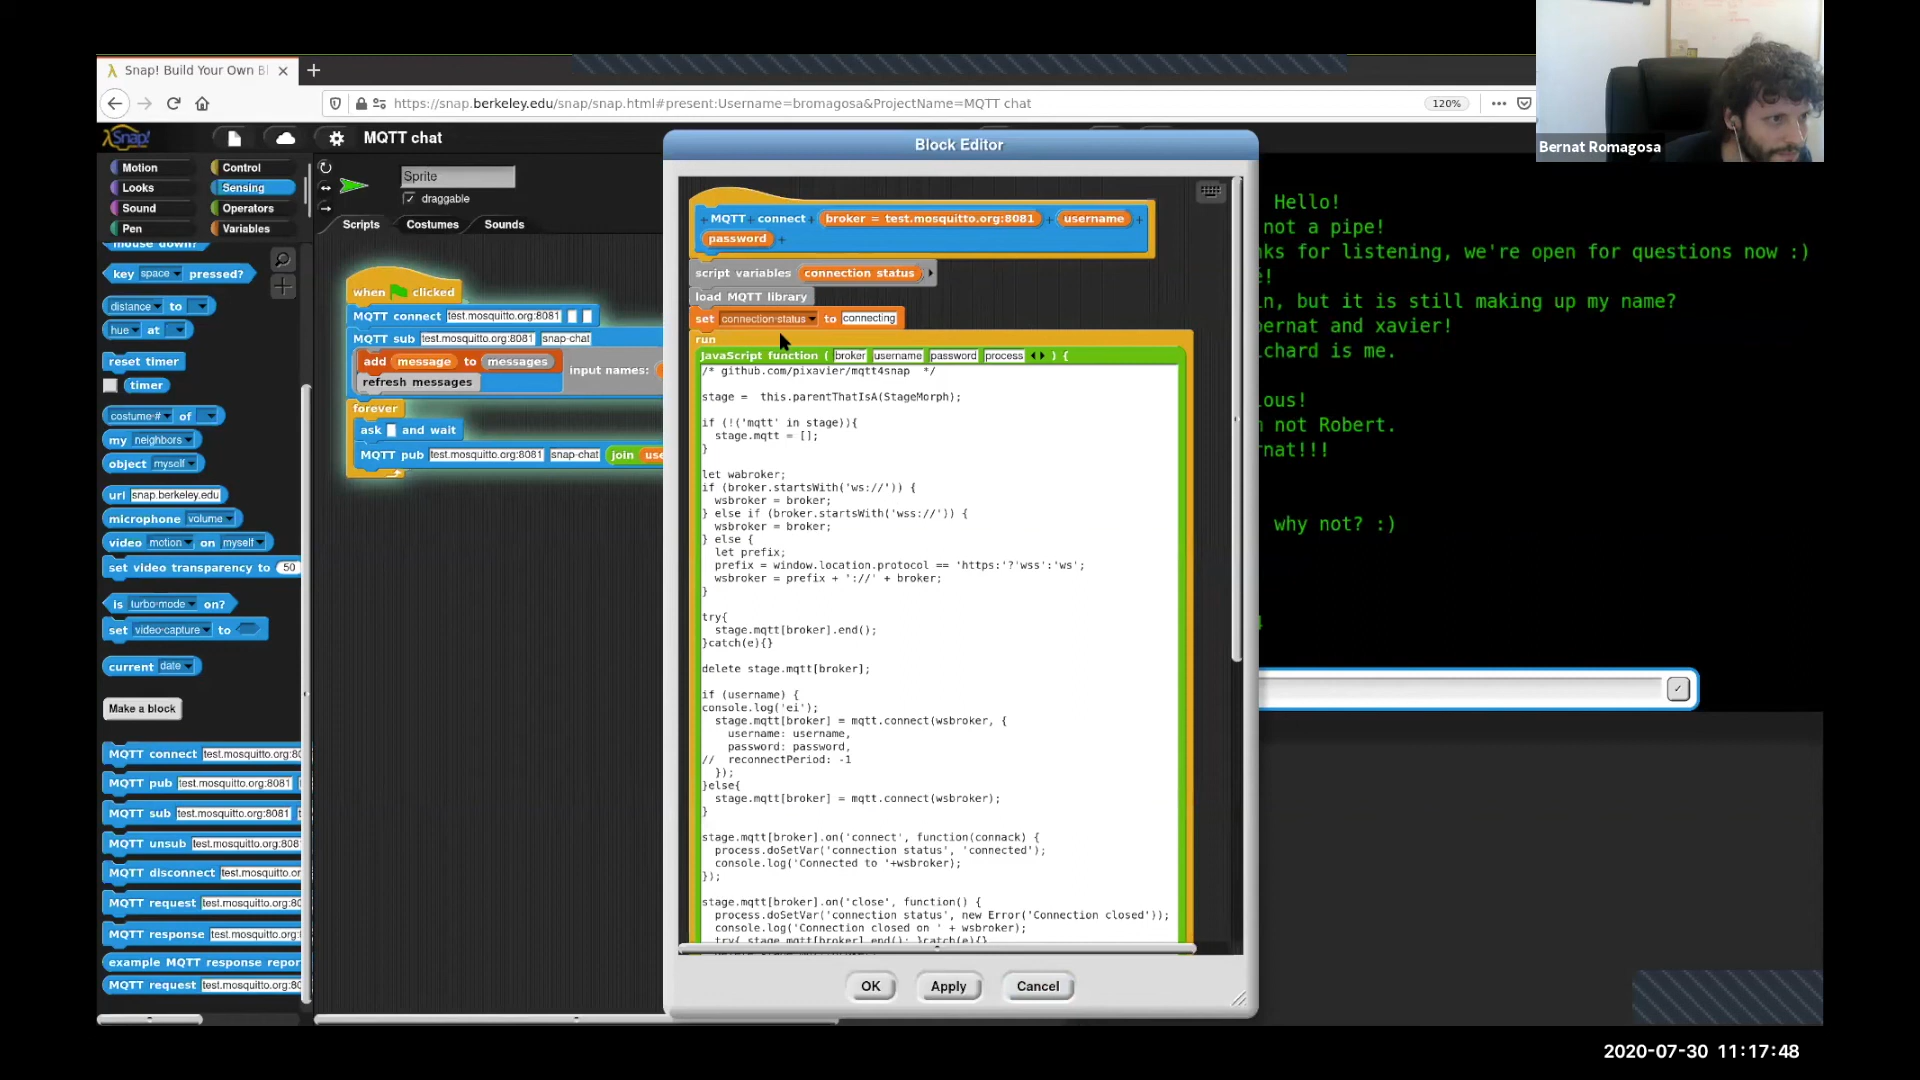 Snap! Build Your Own Bl
https://snap.berkeley.edu/snap/snap.html#present:Username=bromagosa&ProjectName=MQTT chat
120%
Bernat Romagosa
Snap!
MQTT chat
Motion
Control
Looks
Sensing
Sound
Operators
Pen
Variables
mouse down?
key space pressed?
distance to
hue at
reset timer
timer
costume # of
my neighbors
object myself
url snap.berkeley.edu
microphone volume
video motion on myself
set video transparency to 50
is turbo mode on?
set video capture to
current date
Make a block
MQTT connect test.mosquitto.org:80
MQTT pub test.mosquitto.org:8081
MQTT sub test.mosquitto.org:8081
MQTT unsub test.mosquitto.org:808
MQTT disconnect test.mosquitto.or
MQTT request test.mosquitto.org:80
MQTT response test.mosquitto.org:
example MQTT response repor
MQTT request test.mosquitto.org:80
Sprite
draggable
Scripts
Costumes
Sounds
when clicked
MQTT connect test.mosquitto.org:8081
MQTT sub test.mosquitto.org:8081 snap-chat
add message to messages
input names:
refresh messages
forever
ask and wait
MQTT pub test.mosquitto.org:8081 snap-chat join use
Block Editor
+ MQTT + connect + broker = test.mosquitto.org:8081 + username +
password +
script variables connection status
load MQTT library
set connection status to connecting
run
JavaScript function ( broker username password process ) {
/* github.com/pixavier/mqtt4snap */
stage = this.parentThatIsA(StageMorph);
if (!('mqtt' in stage)){
stage.mqtt = [];
}
let wabroker;
if (broker.startsWith('ws://')) {
wsbroker = broker;
} else if (broker.startsWith('wss://')) {
wsbroker = broker;
} else {
let prefix;
prefix = window.location.protocol == 'https:'?'wss':'ws';
wsbroker = prefix + '://' + broker;
}
try{
stage.mqtt[broker].end();
}catch(e){}
delete stage.mqtt[broker];
if (username) {
console.log('ei');
stage.mqtt[broker] = mqtt.connect(wsbroker, {
username: username,
password: password,
// reconnectPeriod: -1
});
}else{
stage.mqtt[broker] = mqtt.connect(wsbroker);
}
stage.mqtt[broker].on('connect', function(connack) {
process.doSetVar('connection status', 'connected');
console.log('Connected to '+wsbroker);
});
stage.mqtt[broker].on('close', function() {
process.doSetVar('connection status', new Error('Connection closed'));
console.log('Connection closed on ' + wsbroker);
try{ stage.mqtt[broker].end(); }catch(e){}
OK
Apply
Cancel
Hello!
not a pipe!
ks for listening, we're open for questions now :)
!
in, but it is still making up my name?
ernat and xavier!
chard is me.
ous!
not Robert.
nat!!!
why not? :)
2020-07-30 11:17:48